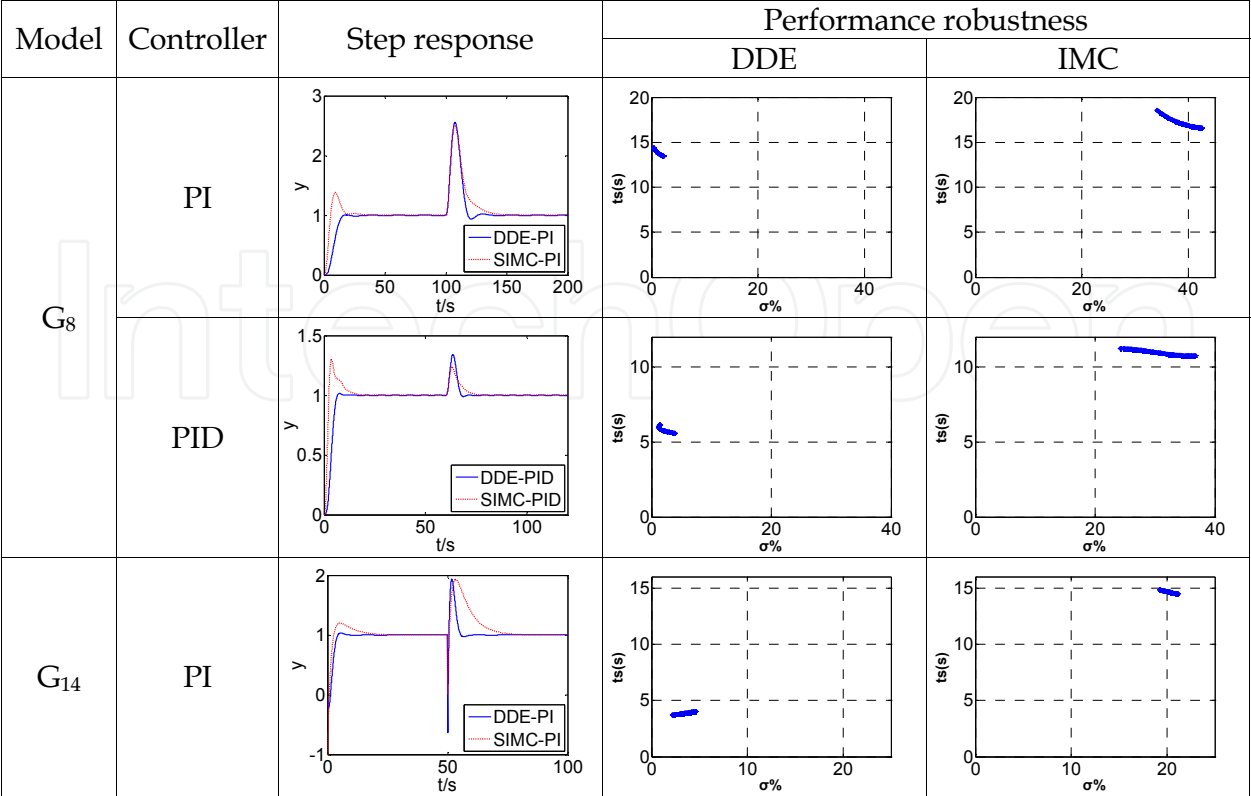 Model Controller Step response Performance robustness
DDE IMC
G8
PI
3
2
1
0
y
0 50 100 150 200
t/s
DDE-PI
SIMC-PI
20
15
10
5
0
ts(s)
0 20 40
σ%
20
15
10
5
0
ts(s)
0 20 40
σ%
PID
1.5
1
0.5
0
y
0 50 100
t/s
DDE-PID
SIMC-PID
10
5
0
ts(s)
0 20 40
σ%
10
5
0
ts(s)
0 20 40
σ%
G14
PI
2
1
0
-1
y
0 50 100
t/s
DDE-PI
SIMC-PI
15
10
5
0
ts(s)
0 10 20
σ%
15
10
5
0
ts(s)
0 10 20
σ%
IntechOpen